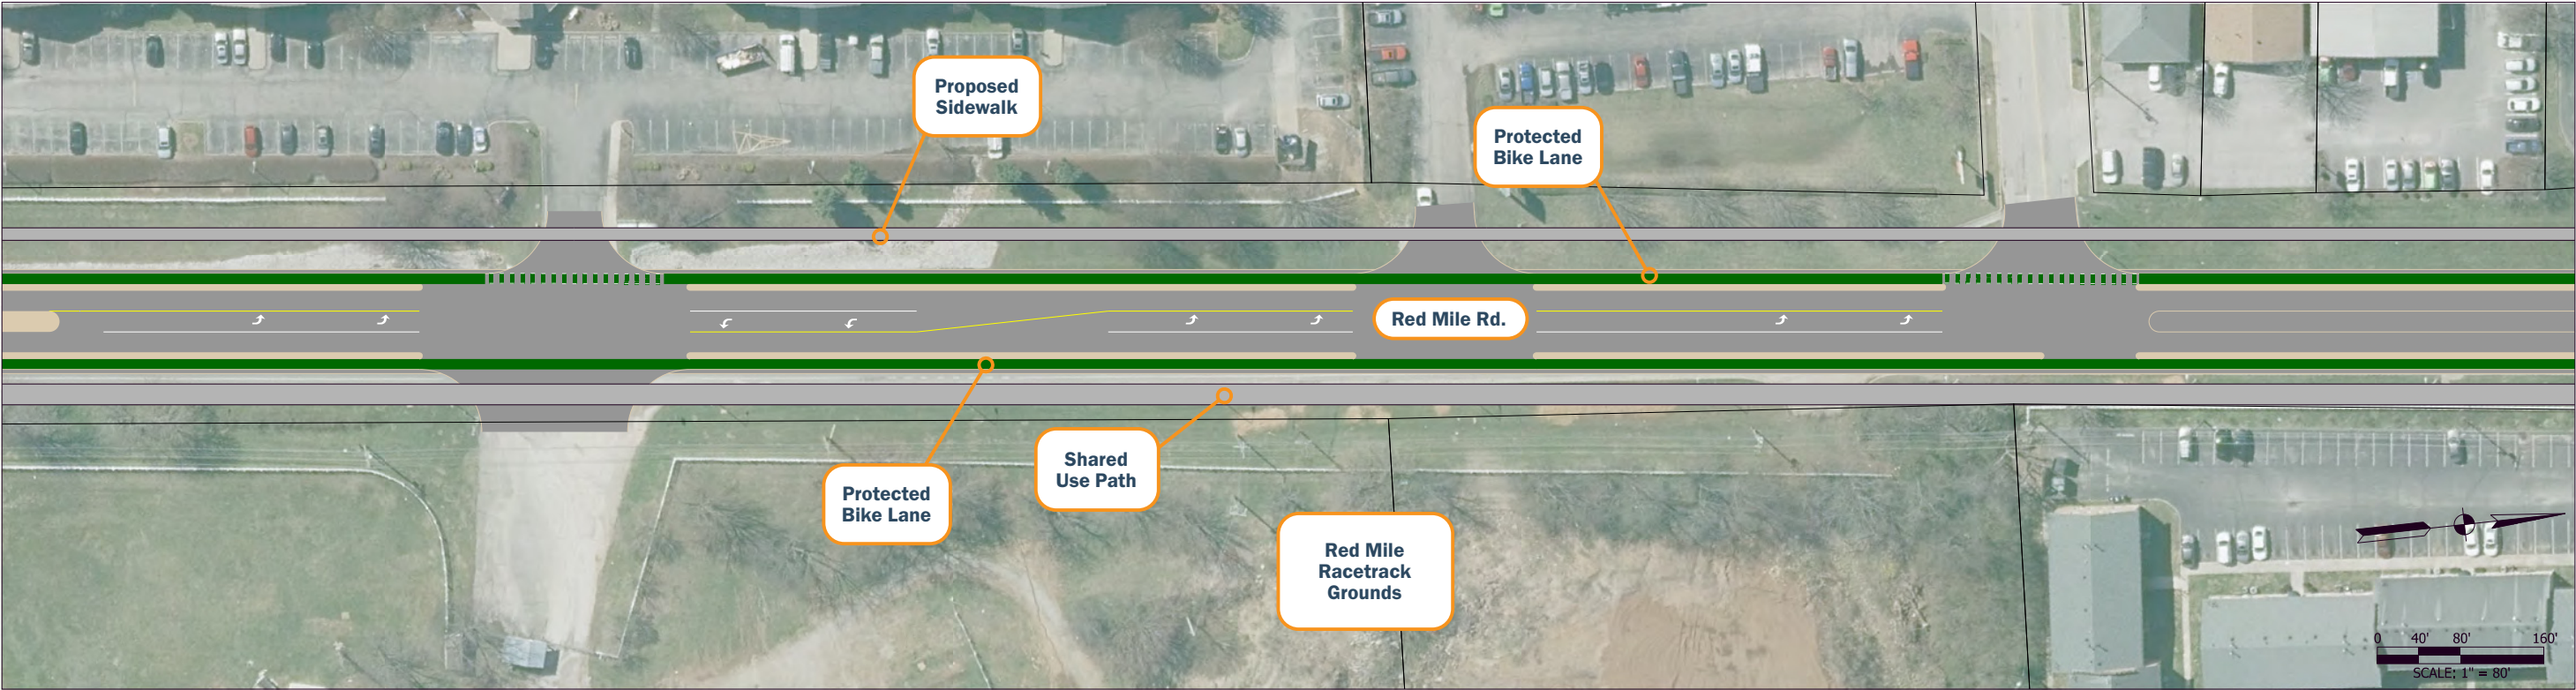 Proposed
Sidewalk
Protected
Bike Lane
Red Mile Rd.
Protected
Bike Lane
Shared
Use Path
Red Mile
Racetrack
Grounds
0 40' 80' 160'
SCALE: 1" = 80'